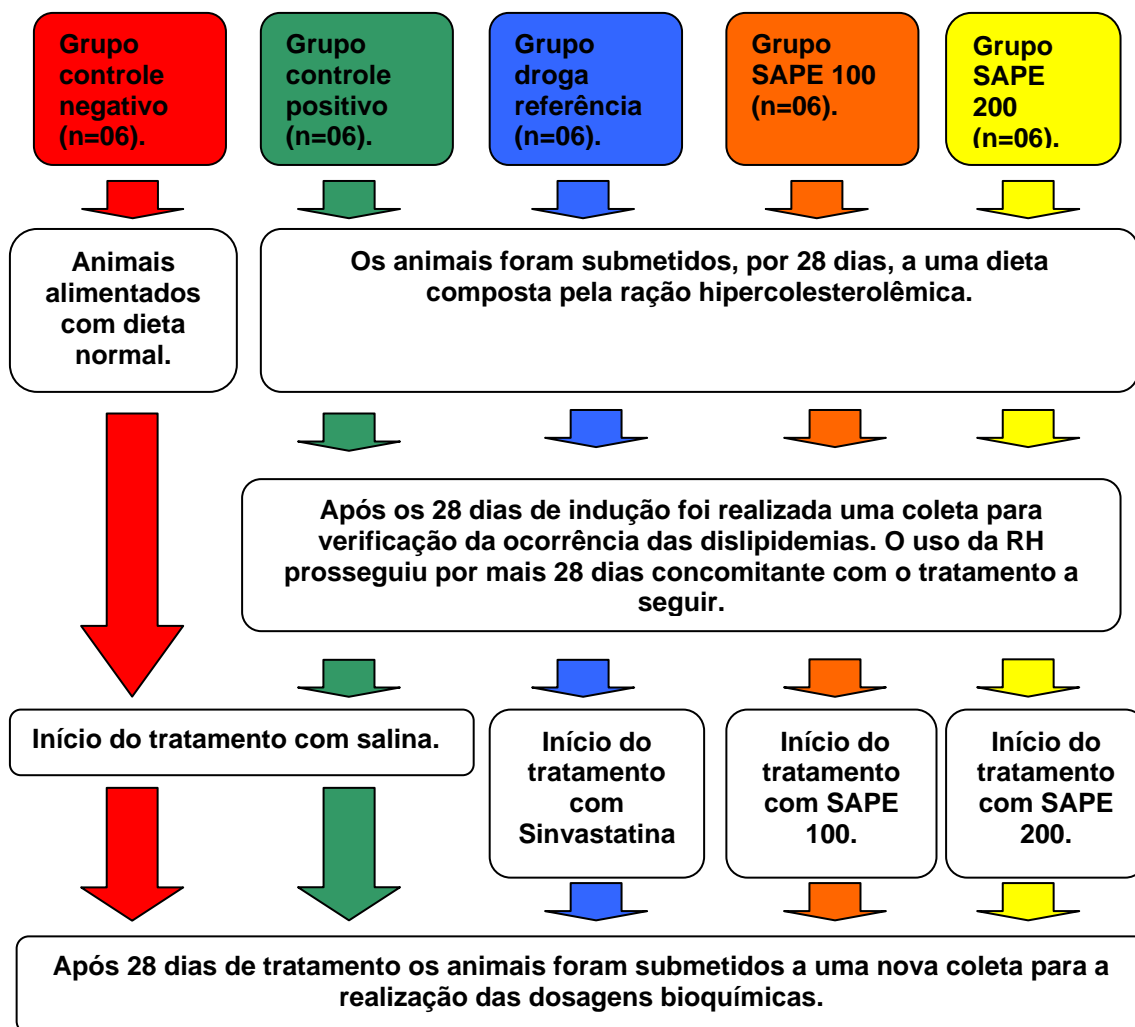 Grupo
controle
negativo
(n=06).
Grupo
controle
positivo
(n=06).
Grupo
droga
referência
(n=06).
Grupo
SAPE 100
(n=06).
Grupo
SAPE
200
(n=06).
Animais
alimentados
com dieta
normal.
Os animais foram submetidos, por 28 dias, a uma dieta
composta pela ração hipercolesterolêmica.
Após os 28 dias de indução foi realizada uma coleta para
verificação da ocorrência das dislipidemias. O uso da RH
prosseguiu por mais 28 dias concomitante com o tratamento a
seguir.
Início do tratamento com salina.
Início do
tratamento
com
Sinvastatina
Início do
tratamento
com SAPE
100.
Início do
tratamento
com SAPE
200.
Após 28 dias de tratamento os animais foram submetidos a uma nova coleta para a
realização das dosagens bioquímicas.